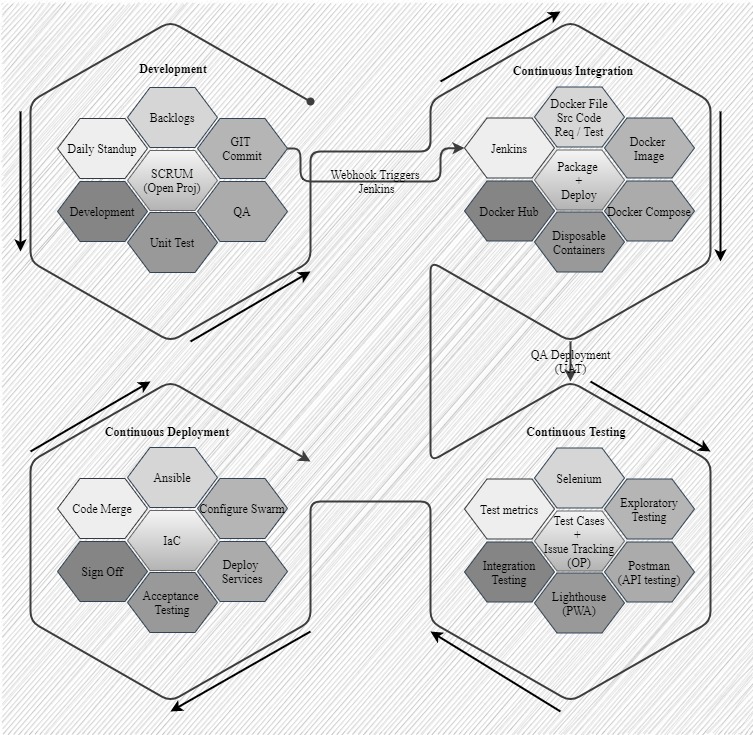 Development
Backlogs
Daily Standup
GIT
Commit
SCRUM
(Open Proj)
Development
QA
Unit Test
Webhook Triggers
Jenkins
Continuous Integration
Docker File
Src Code
Req / Test
Jenkins
Docker
Image
Package
+
Deploy
Docker Hub
Docker Compose
Disposable
Containers
QA Deployment
(UAT)
Continuous Deployment
Ansible
Code Merge
Configure Swarm
IaC
Sign Off
Deploy
Services
Acceptance
Testing
Continuous Testing
Selenium
Test metrics
Exploratory
Testing
Test Cases
+
Issue Tracking
(OP)
Integration
Testing
Postman
(API testing)
Lighthouse
(PWA)